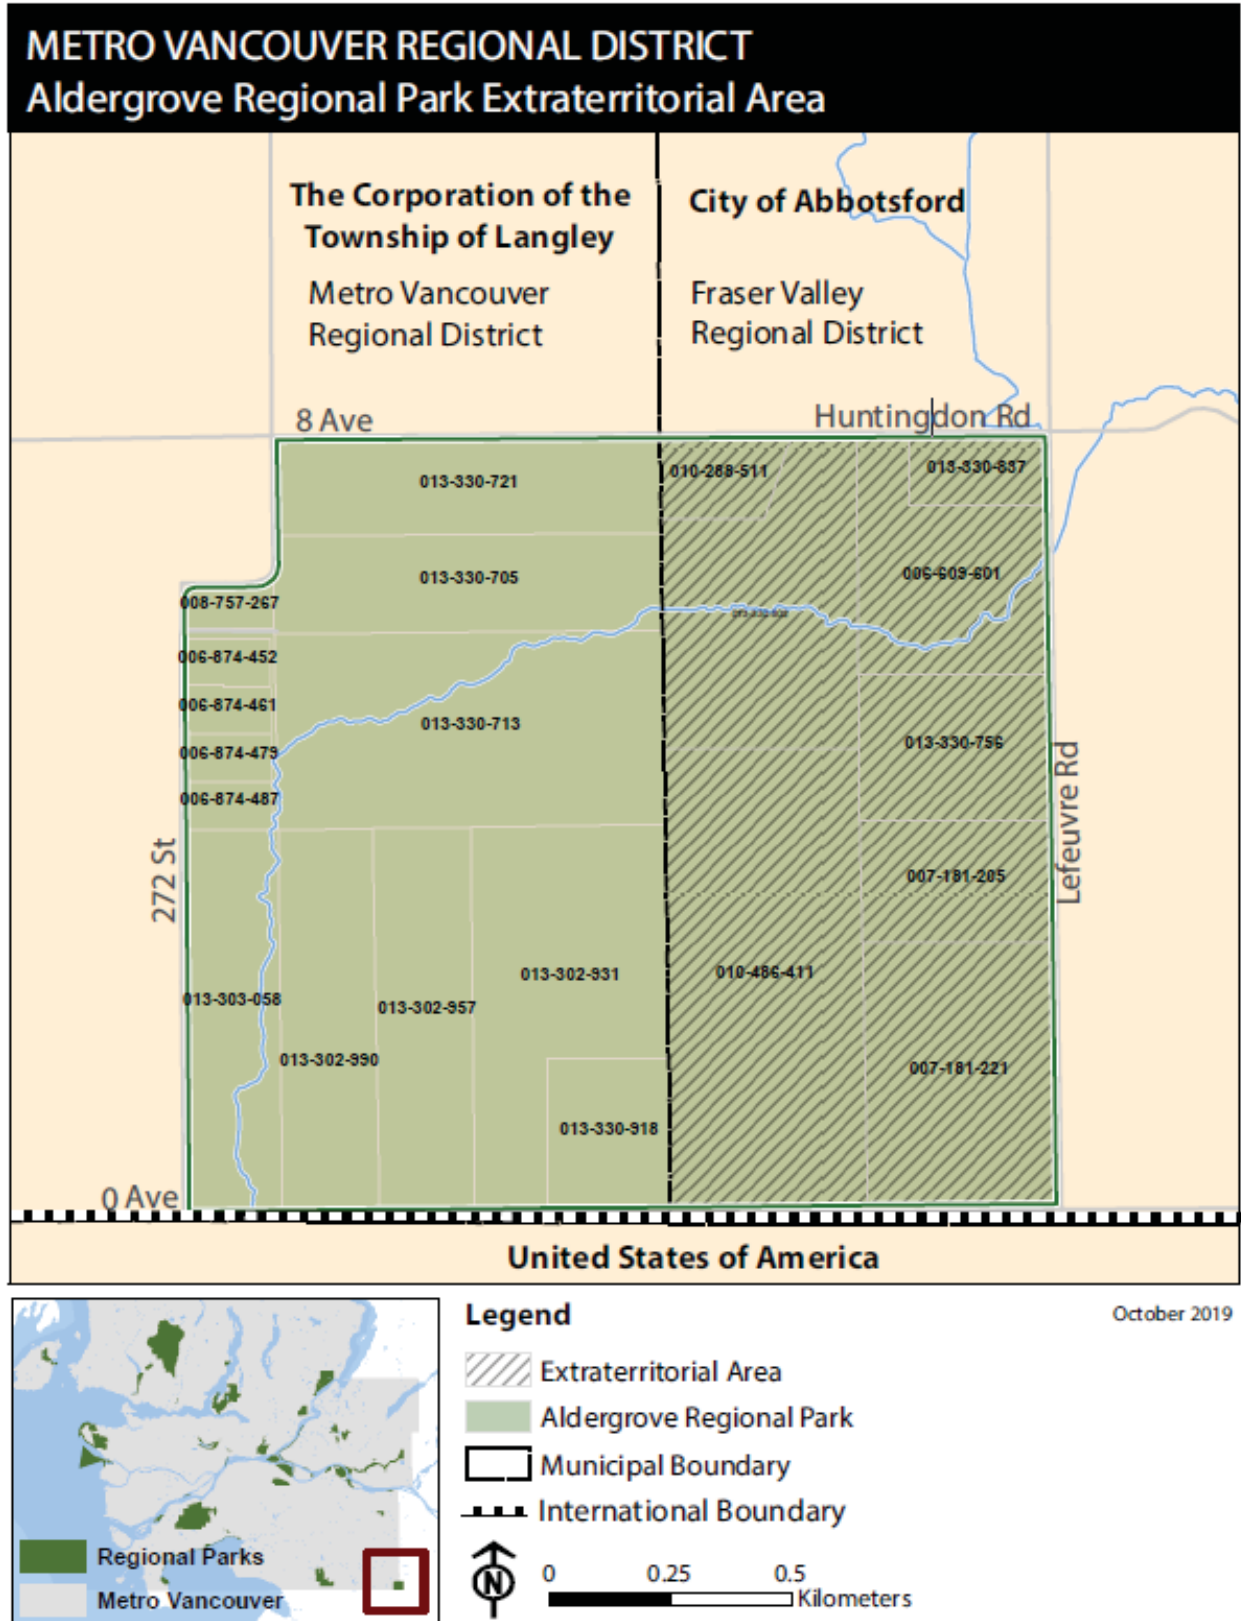 METRO VANCOUVER REGIONAL DISTRICT
Aldergrove Regional Park Extraterritorial Area
The Corporation of the
Township of Langley
Metro Vancouver
Regional District
City of Abbotsford
Fraser Valley
Regional District
8 Ave
Huntingdon Rd
013-330-721
010-288-511
013-330-837
013-330-705
006-609-601
008-757-267
006-874-452
006-874-461
013-330-713
006-874-479
013-330-756
006-874-487
272 St
Lefeuvre Rd
007-181-205
013-302-931
010-486-411
013-303-058
013-302-957
013-302-990
007-181-221
013-330-918
0 Ave
United States of America
Regional Parks
Metro Vancouver
Legend
October 2019
Extraterritorial Area
Aldergrove Regional Park
Municipal Boundary
International Boundary
N
0 0.25 0.5
Kilometers